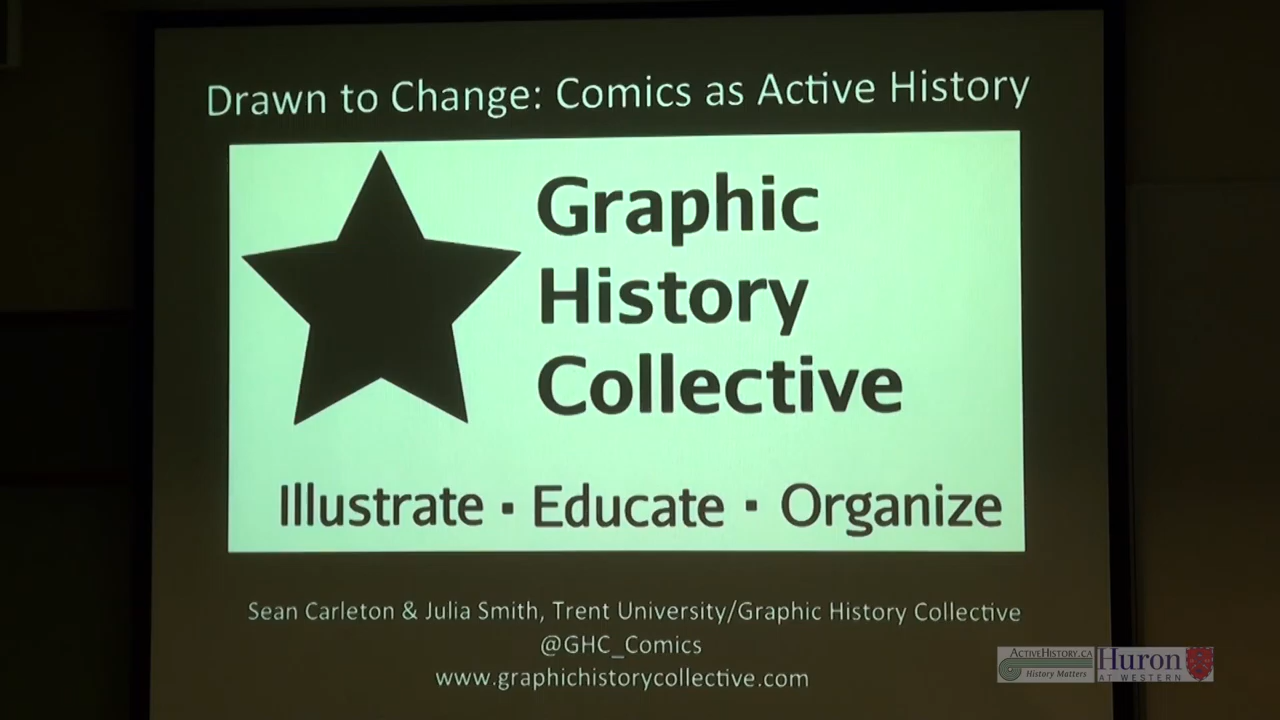 Drawn to Change: Comics as Active History
Graphic
History
Collective
Illustrate ▪ Educate ▪ Organize
Sean Carleton & Julia Smith, Trent University/Graphic History Collective
@GHC_Comics
www.graphichistorycollective.com
ACTIVEHISTORY.CA
History Matters
Huron
AT WESTERN